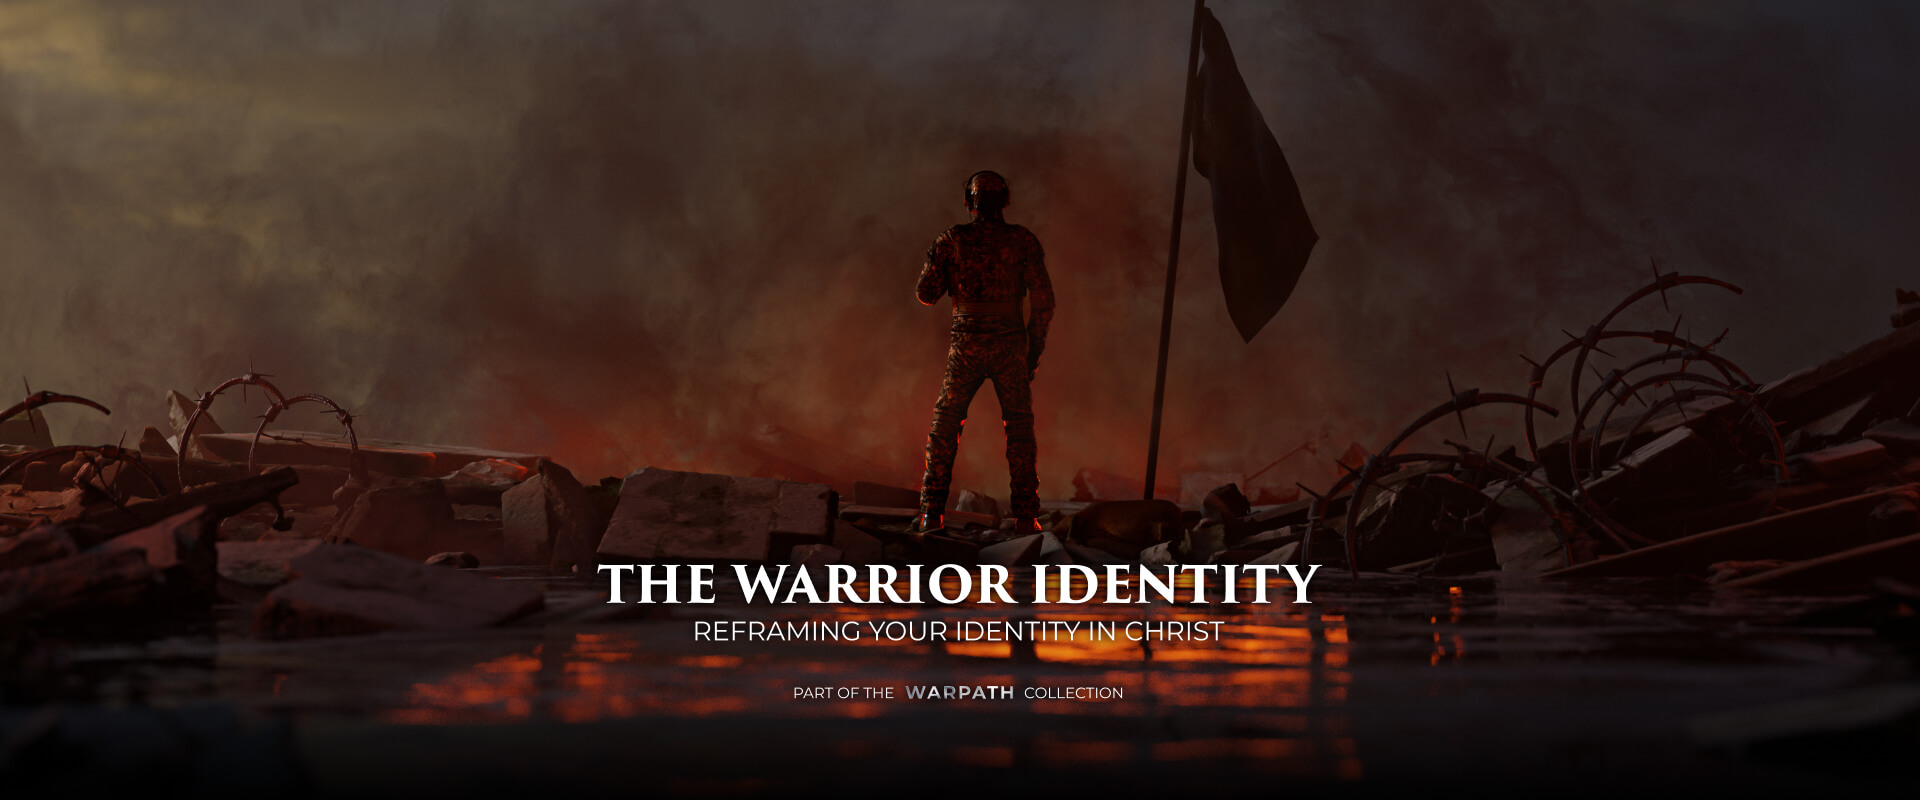 THE WARRIOR IDENTITY
REFRAMING YOUR IDENTITY IN CHRIST
PART OF THE WARPATH COLLECTION